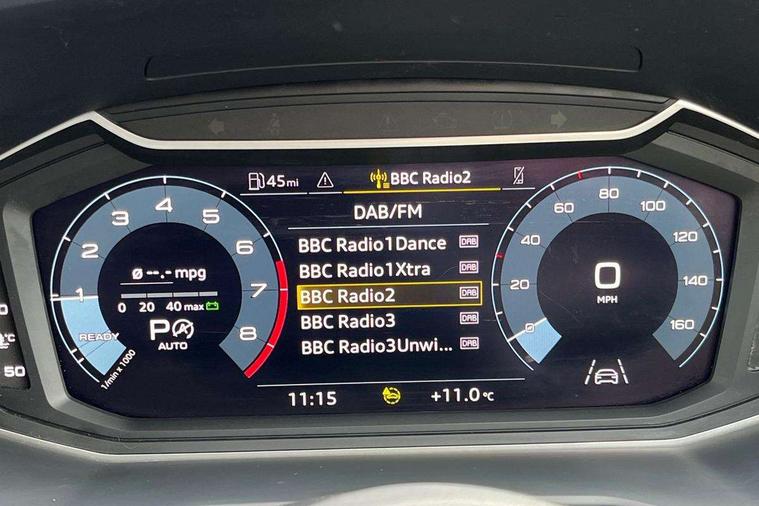 45mi
BBC Radio2
DAB/FM
BBC Radio1Dance DAB
BBC Radio1Xtra DAB
BBC Radio2 DAB
BBC Radio3 DAB
BBC Radio3Unwi... DAB
11:15
+11.0°C
1 2 3 4 5 6 7 8
READY
1/min x 1000
Ø --.- mpg
0 20 40 max
P A
AUTO
0 20 40 60 80 100 120 140 160
0
MPH
°C
50